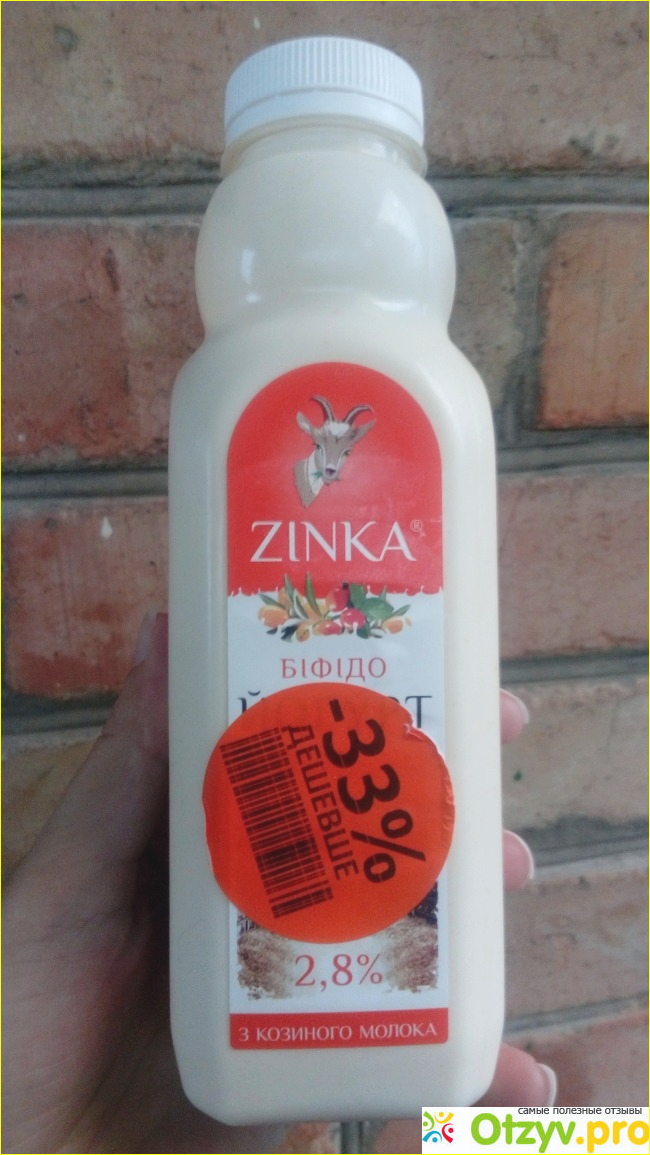 ZINKA®
БІФІДО
-33%
ДЕШЕВШЕ
2,8%
З КОЗИНОГО МОЛОКА
самые полезные отзывы
Otzyv.pro